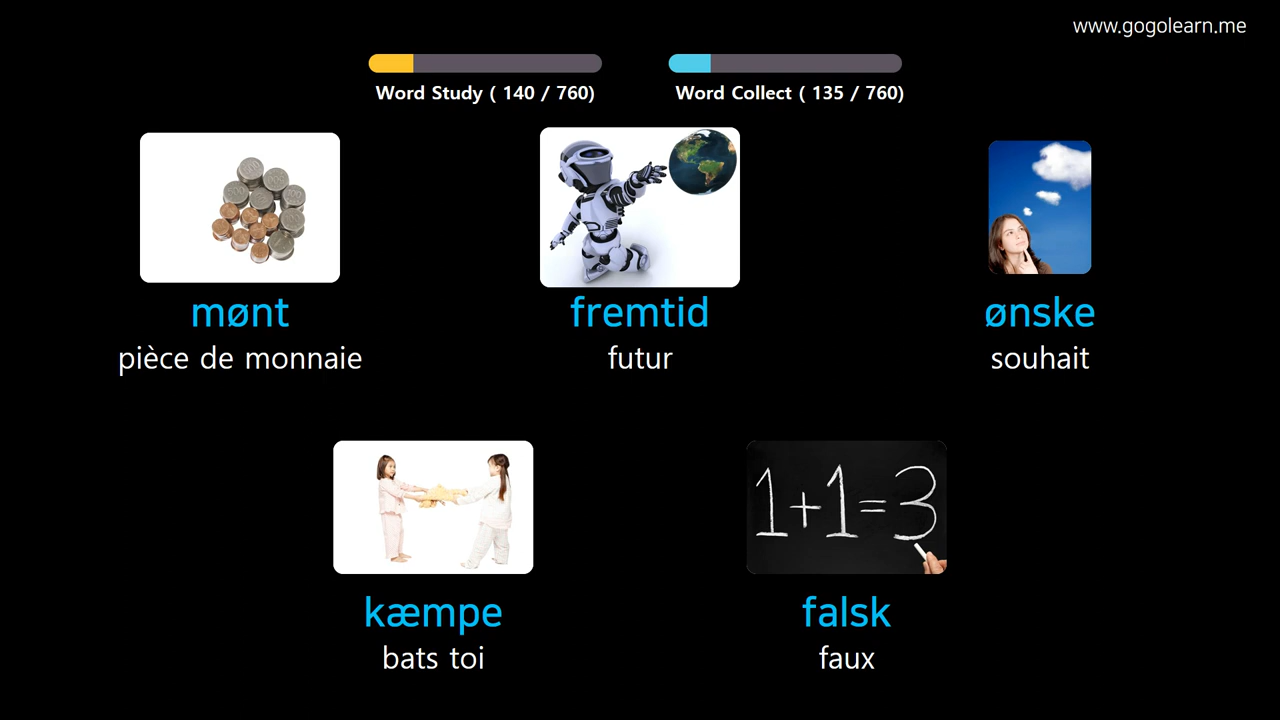 www.gogolearn.me
Word Study ( 140 / 760)
Word Collect ( 135 / 760)
mønt
fremtid
ønske
pièce de monnaie
futur
souhait
1+1=3
kæmpe
falsk
bats toi
faux